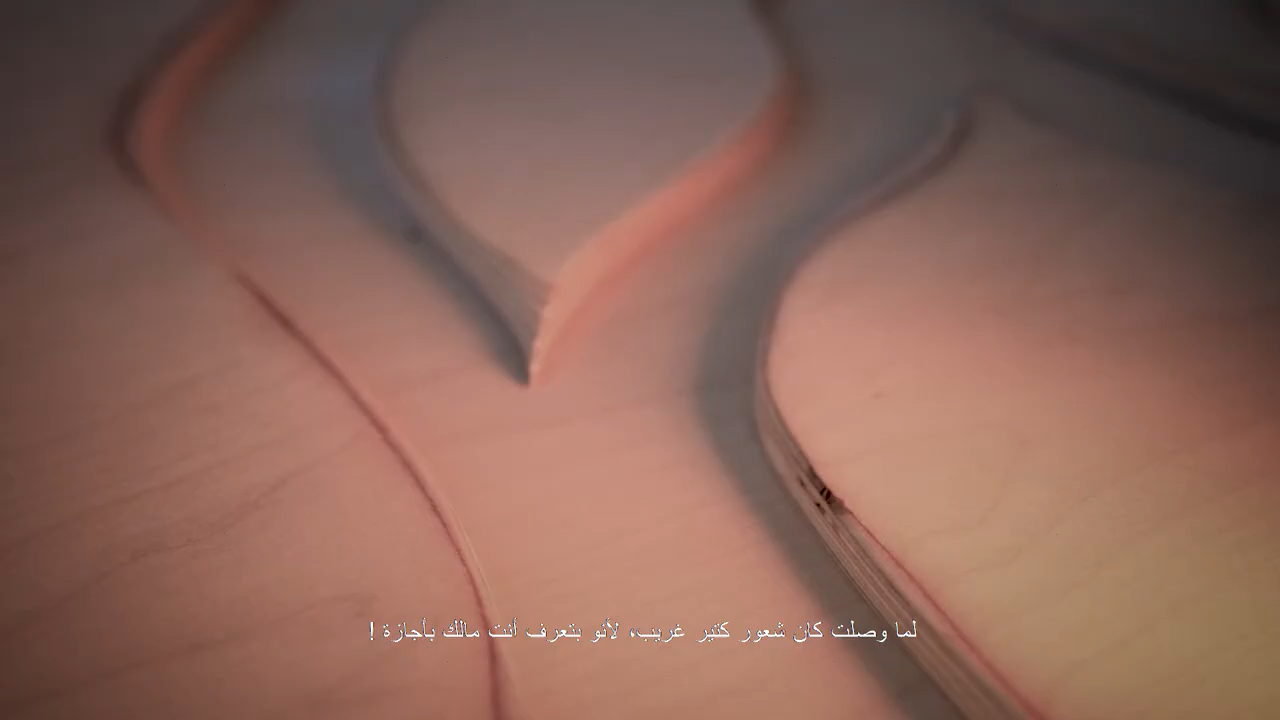 لما وصلت كان شعور كتير غريب، لأنو بتعرف أنت مالك بأجازة !